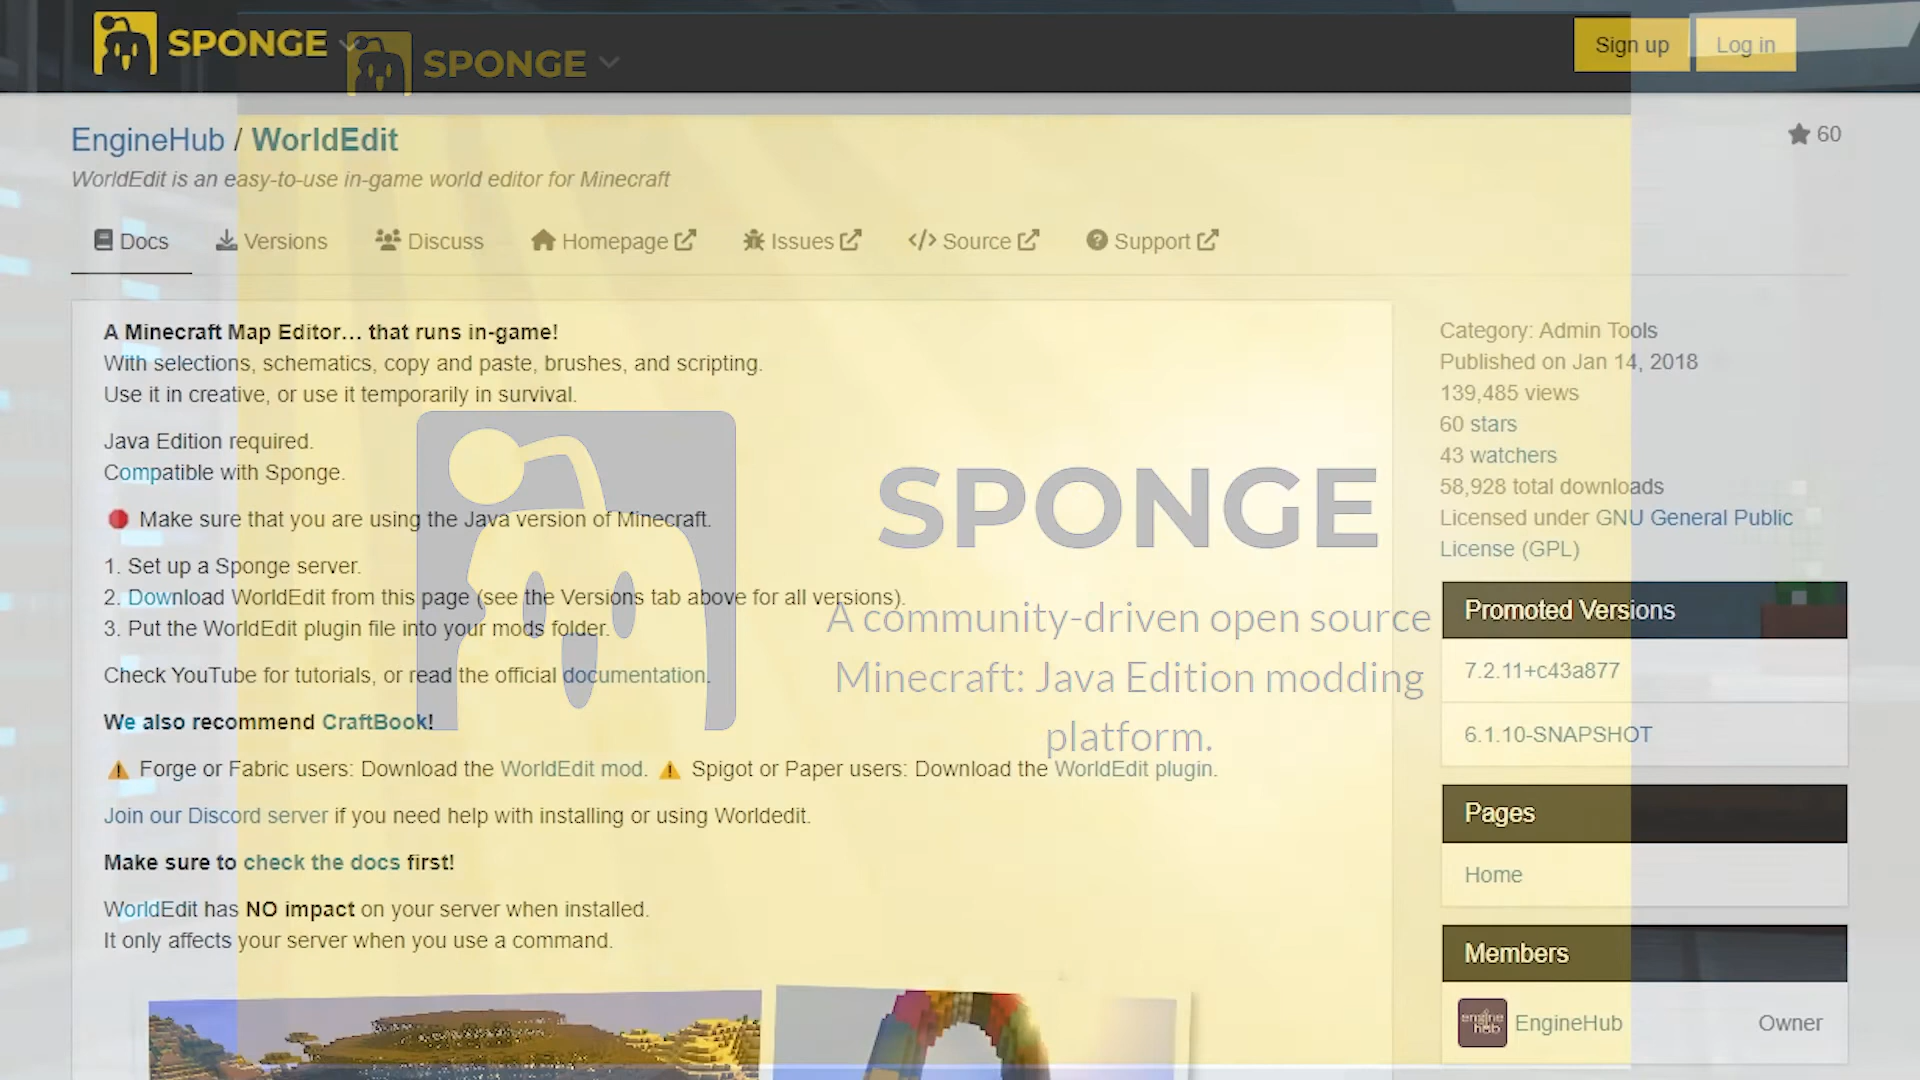 SPONGE
SPONGE
Sign up
Log in
EngineHub / WorldEdit
60
WorldEdit is an easy-to-use in-game world editor for Minecraft
Docs
Versions
Discuss
Homepage
Issues
Source
Support
A Minecraft Map Editor... that runs in-game!
With selections, schematics, copy and paste, brushes, and scripting.
Use it in creative, or use it temporarily in survival.
Java Edition required.
Compatible with Sponge.
Make sure that you are using the Java version of Minecraft.
1. Set up a Sponge server.
2. Download WorldEdit from this page (see the Versions tab above for all versions).
3. Put the WorldEdit plugin file into your mods folder.
Check YouTube for tutorials, or read the official documentation.
We also recommend CraftBook!
Forge or Fabric users: Download the WorldEdit mod. Spigot or Paper users: Download the WorldEdit plugin.
Join our Discord server if you need help with installing or using Worldedit.
Make sure to check the docs first!
WorldEdit has NO impact on your server when installed.
It only affects your server when you use a command.
SPONGE
A community-driven open source
Minecraft: Java Edition modding
platform.
Category: Admin Tools
Published on Jan 14, 2018
139,485 views
60 stars
43 watchers
58,928 total downloads
Licensed under GNU General Public
License (GPL)
Promoted Versions
7.2.11+c43a877
6.1.10-SNAPSHOT
Pages
Home
Members
engine
hub
EngineHub
Owner